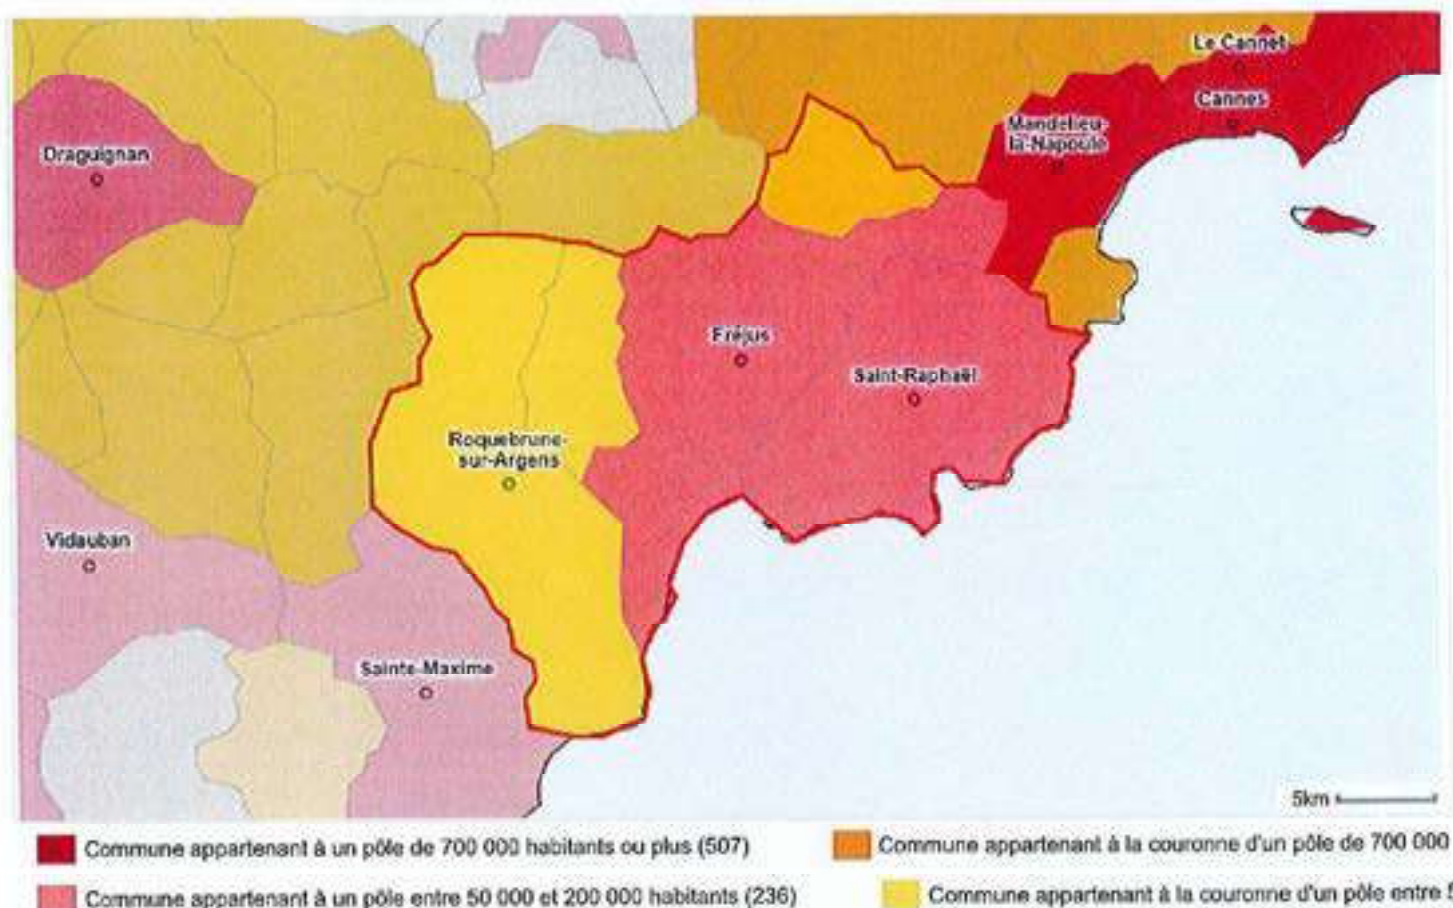 Le Cannet
Cannes
Mandelieu-
la-Napoule
Draguignan
Fréjus
Saint-Raphaël
Roquebrune-
sur-Argens
Vidauban
Sainte-Maxime
5km
Commune appartenant à un pôle de 700 000 habitants ou plus (507)
Commune appartenant à la couronne d'un pôle de 700 000
Commune appartenant à un pôle entre 50 000 et 200 000 habitants (236)
Commune appartenant à la couronne d'un pôle entre 5